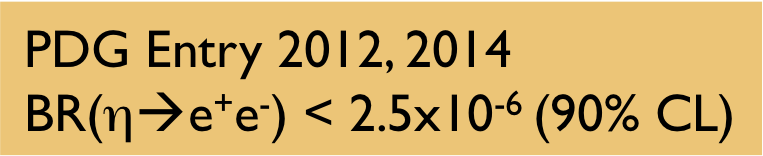 PDG Entry 2012, 2014
BR(η→e⁺e⁻) < 2.5x10⁻⁶ (90% CL)